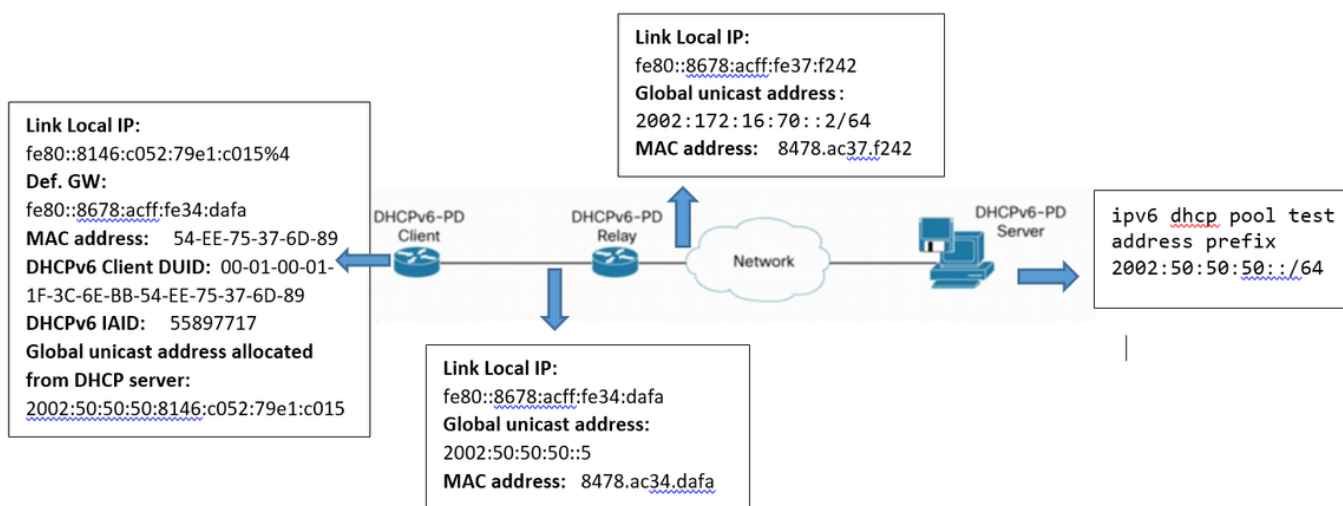 Link Local IP:
fe80::8678:acff:fe37:f242
Global unicast address:
2002:172:16:70::2/64
MAC address: 8478.ac37.f242
Link Local IP:
fe80::8146:c052:79e1:c015%4
Def. GW:
fe80::8678:acff:fe34:dafa
MAC address: 54-EE-75-37-6D-89
DHCPv6 Client DUID: 00-01-00-01-
1F-3C-6E-BB-54-EE-75-37-6D-89
DHCPv6 IAID: 55897717
Global unicast address allocated
from DHCP server:
2002:50:50:50:8146:c052:79e1:c015
DHCPv6-PD
Client
DHCPv6-PD
Relay
Network
DHCPv6-PD
Server
ipv6 dhcp pool test
address prefix
2002:50:50:50::/64
Link Local IP:
fe80::8678:acff:fe34:dafa
Global unicast address:
2002:50:50:50::5
MAC address: 8478.ac34.dafa